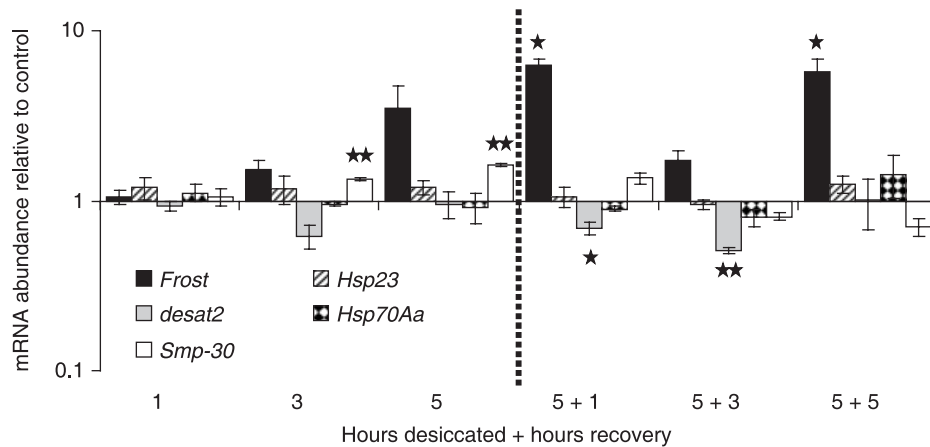 mRNA abundance relative to control
10
1
0.1
★
★
★★
★★
★
★★
Frost
Hsp23
desat2
Hsp70Aa
Smp-30
1
3
5
5 + 1
5 + 3
5 + 5
Hours desiccated + hours recovery